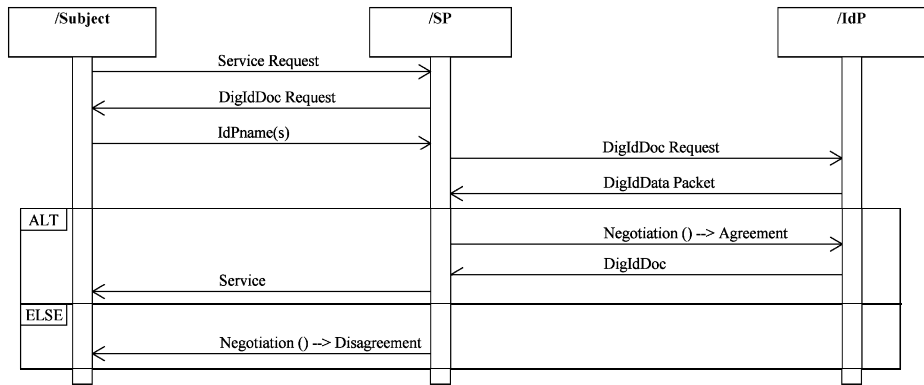 /Subject
/SP
/IdP
Service Request
DigIdDoc Request
IdPname(s)
DigIdDoc Request
DigIdData Packet
ALT
Negotiation () --> Agreement
DigIdDoc
Service
ELSE
Negotiation () --> Disagreement